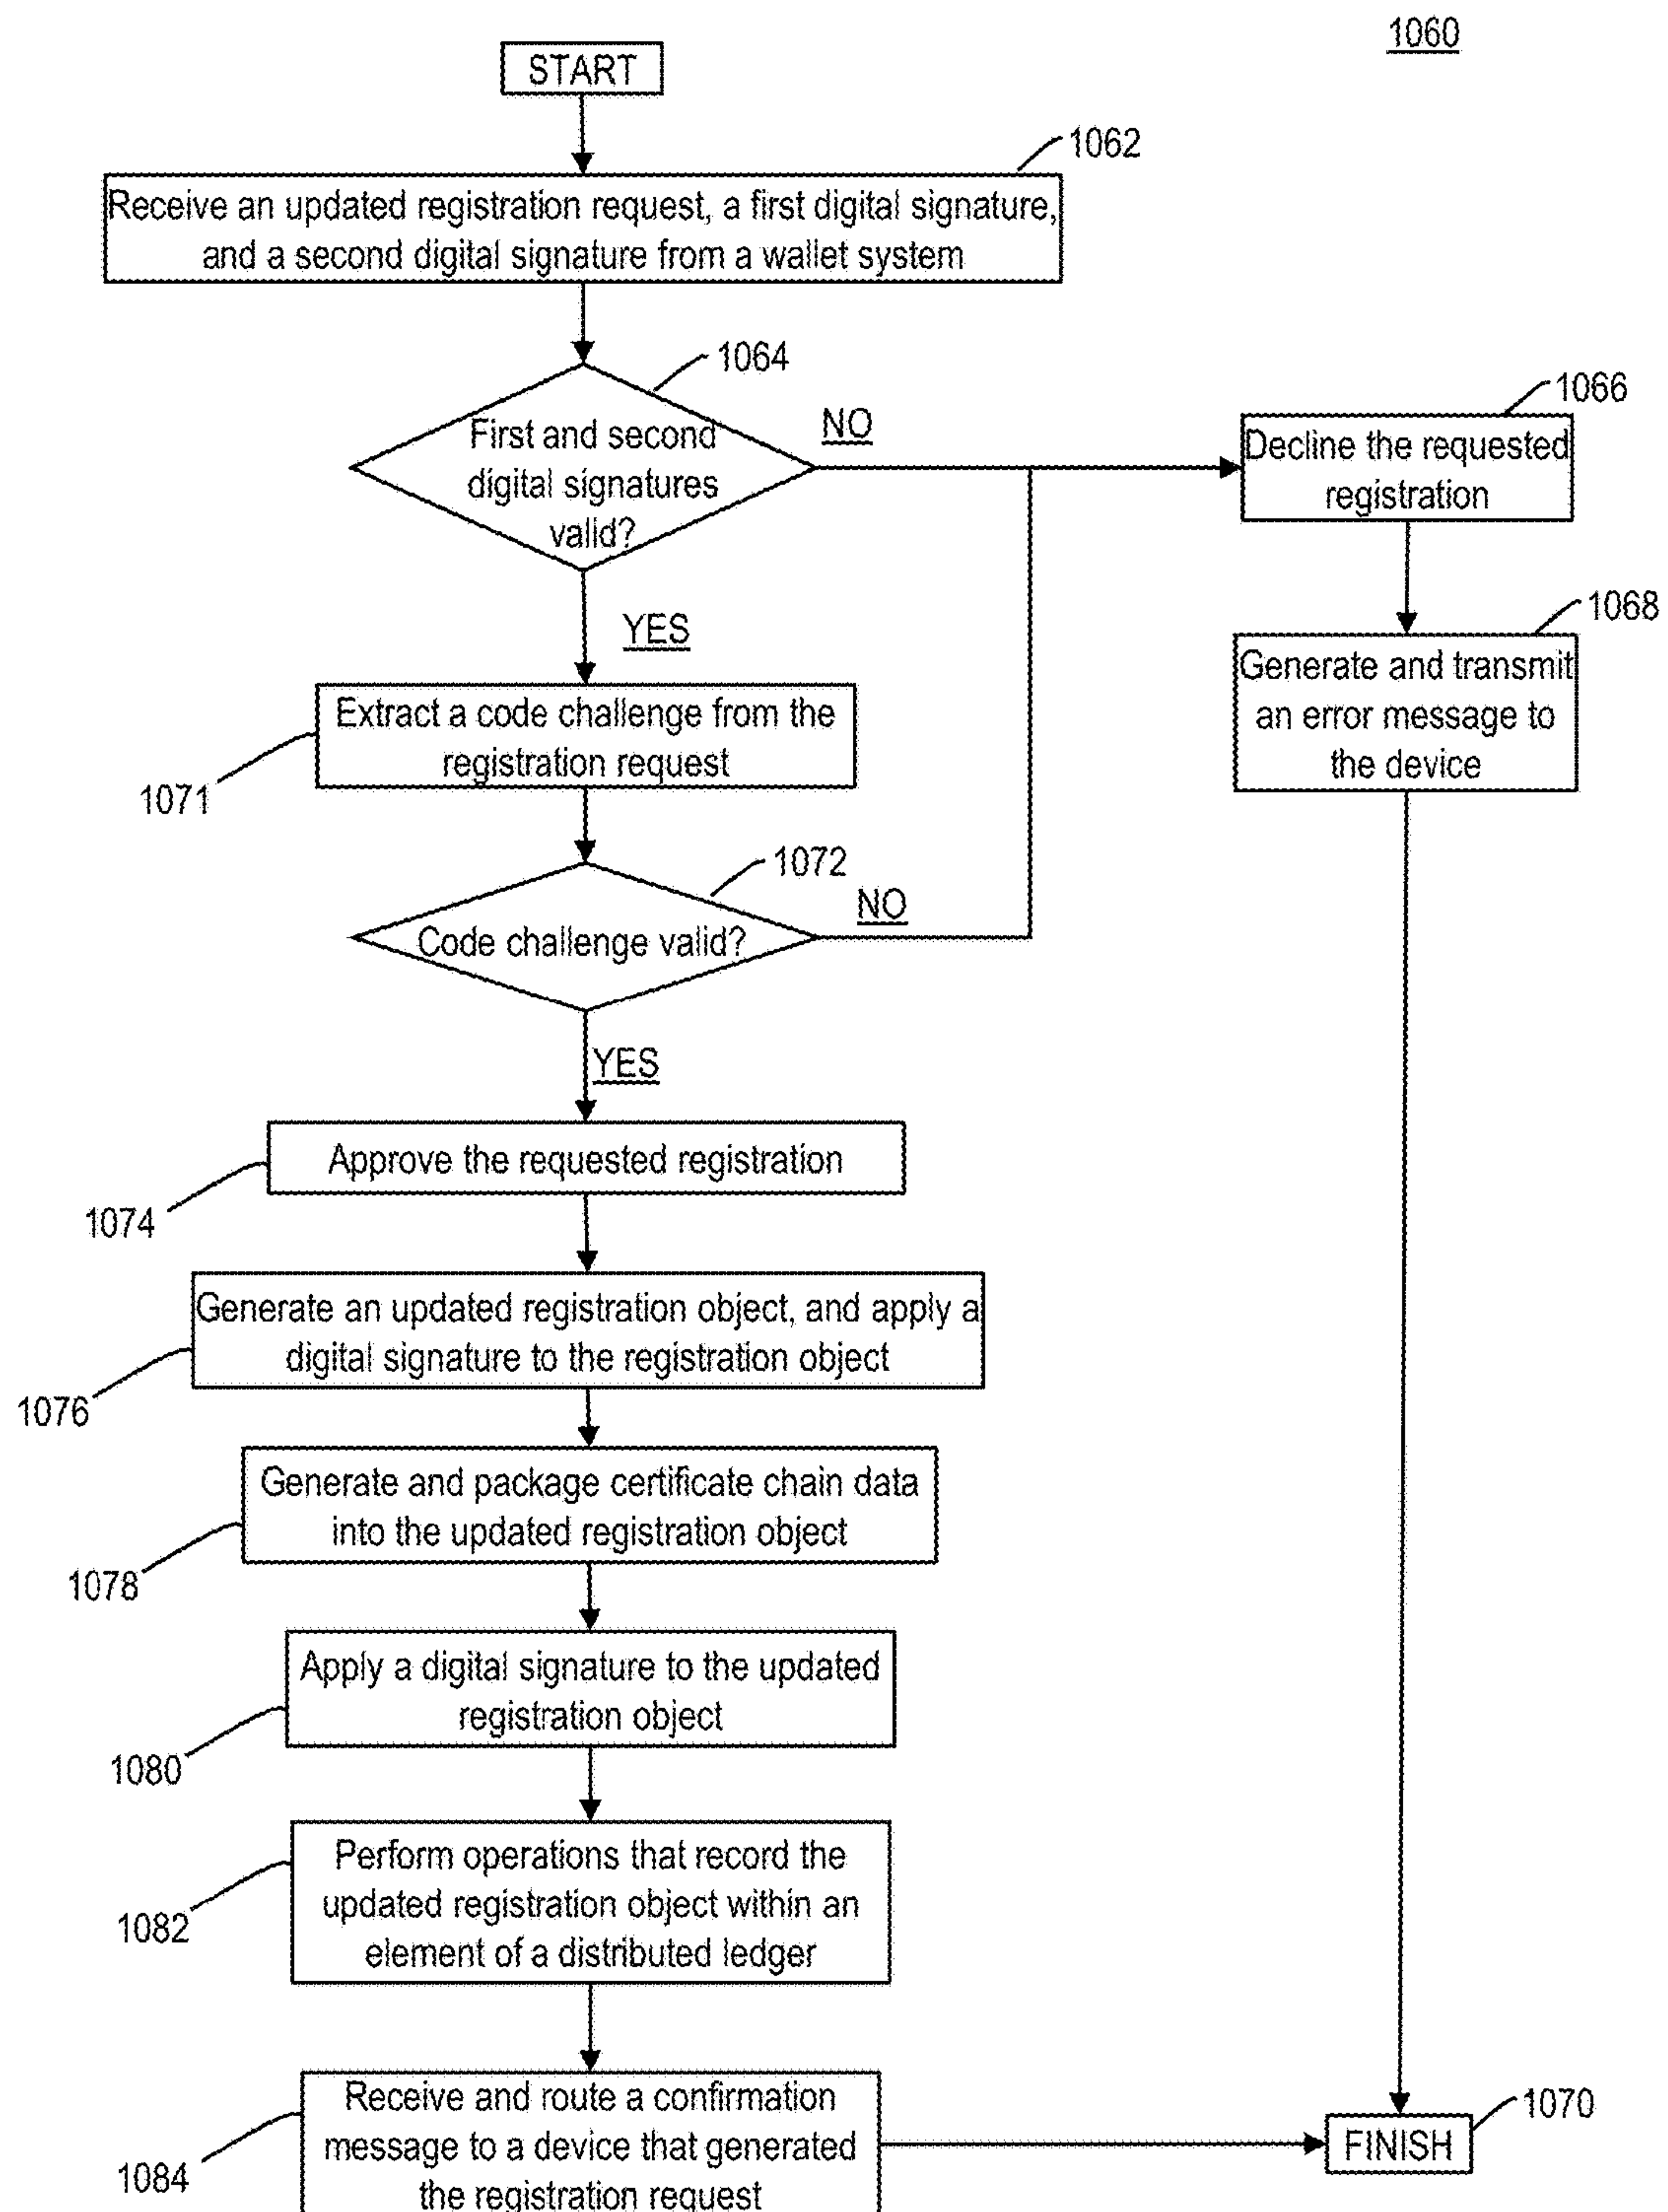 1060
START
1062
Receive an updated registration request, a first digital signature,
and a second digital signature from a wallet system
1064
First and second
digital signatures
valid?
NO
1066
Decline the requested
registration
1068
Generate and transmit
an error message to
the device
YES
Extract a code challenge from the
registration request
1071
1072
Code challenge valid?
NO
YES
Approve the requested registration
1074
Generate an updated registration object, and apply a
digital signature to the registration object
1076
Generate and package certificate chain data
into the updated registration object
1078
Apply a digital signature to the updated
registration object
1080
Perform operations that record the
updated registration object within an
element of a distributed ledger
1082
Receive and route a confirmation
message to a device that generated
the registration request
1084
1070
FINISH